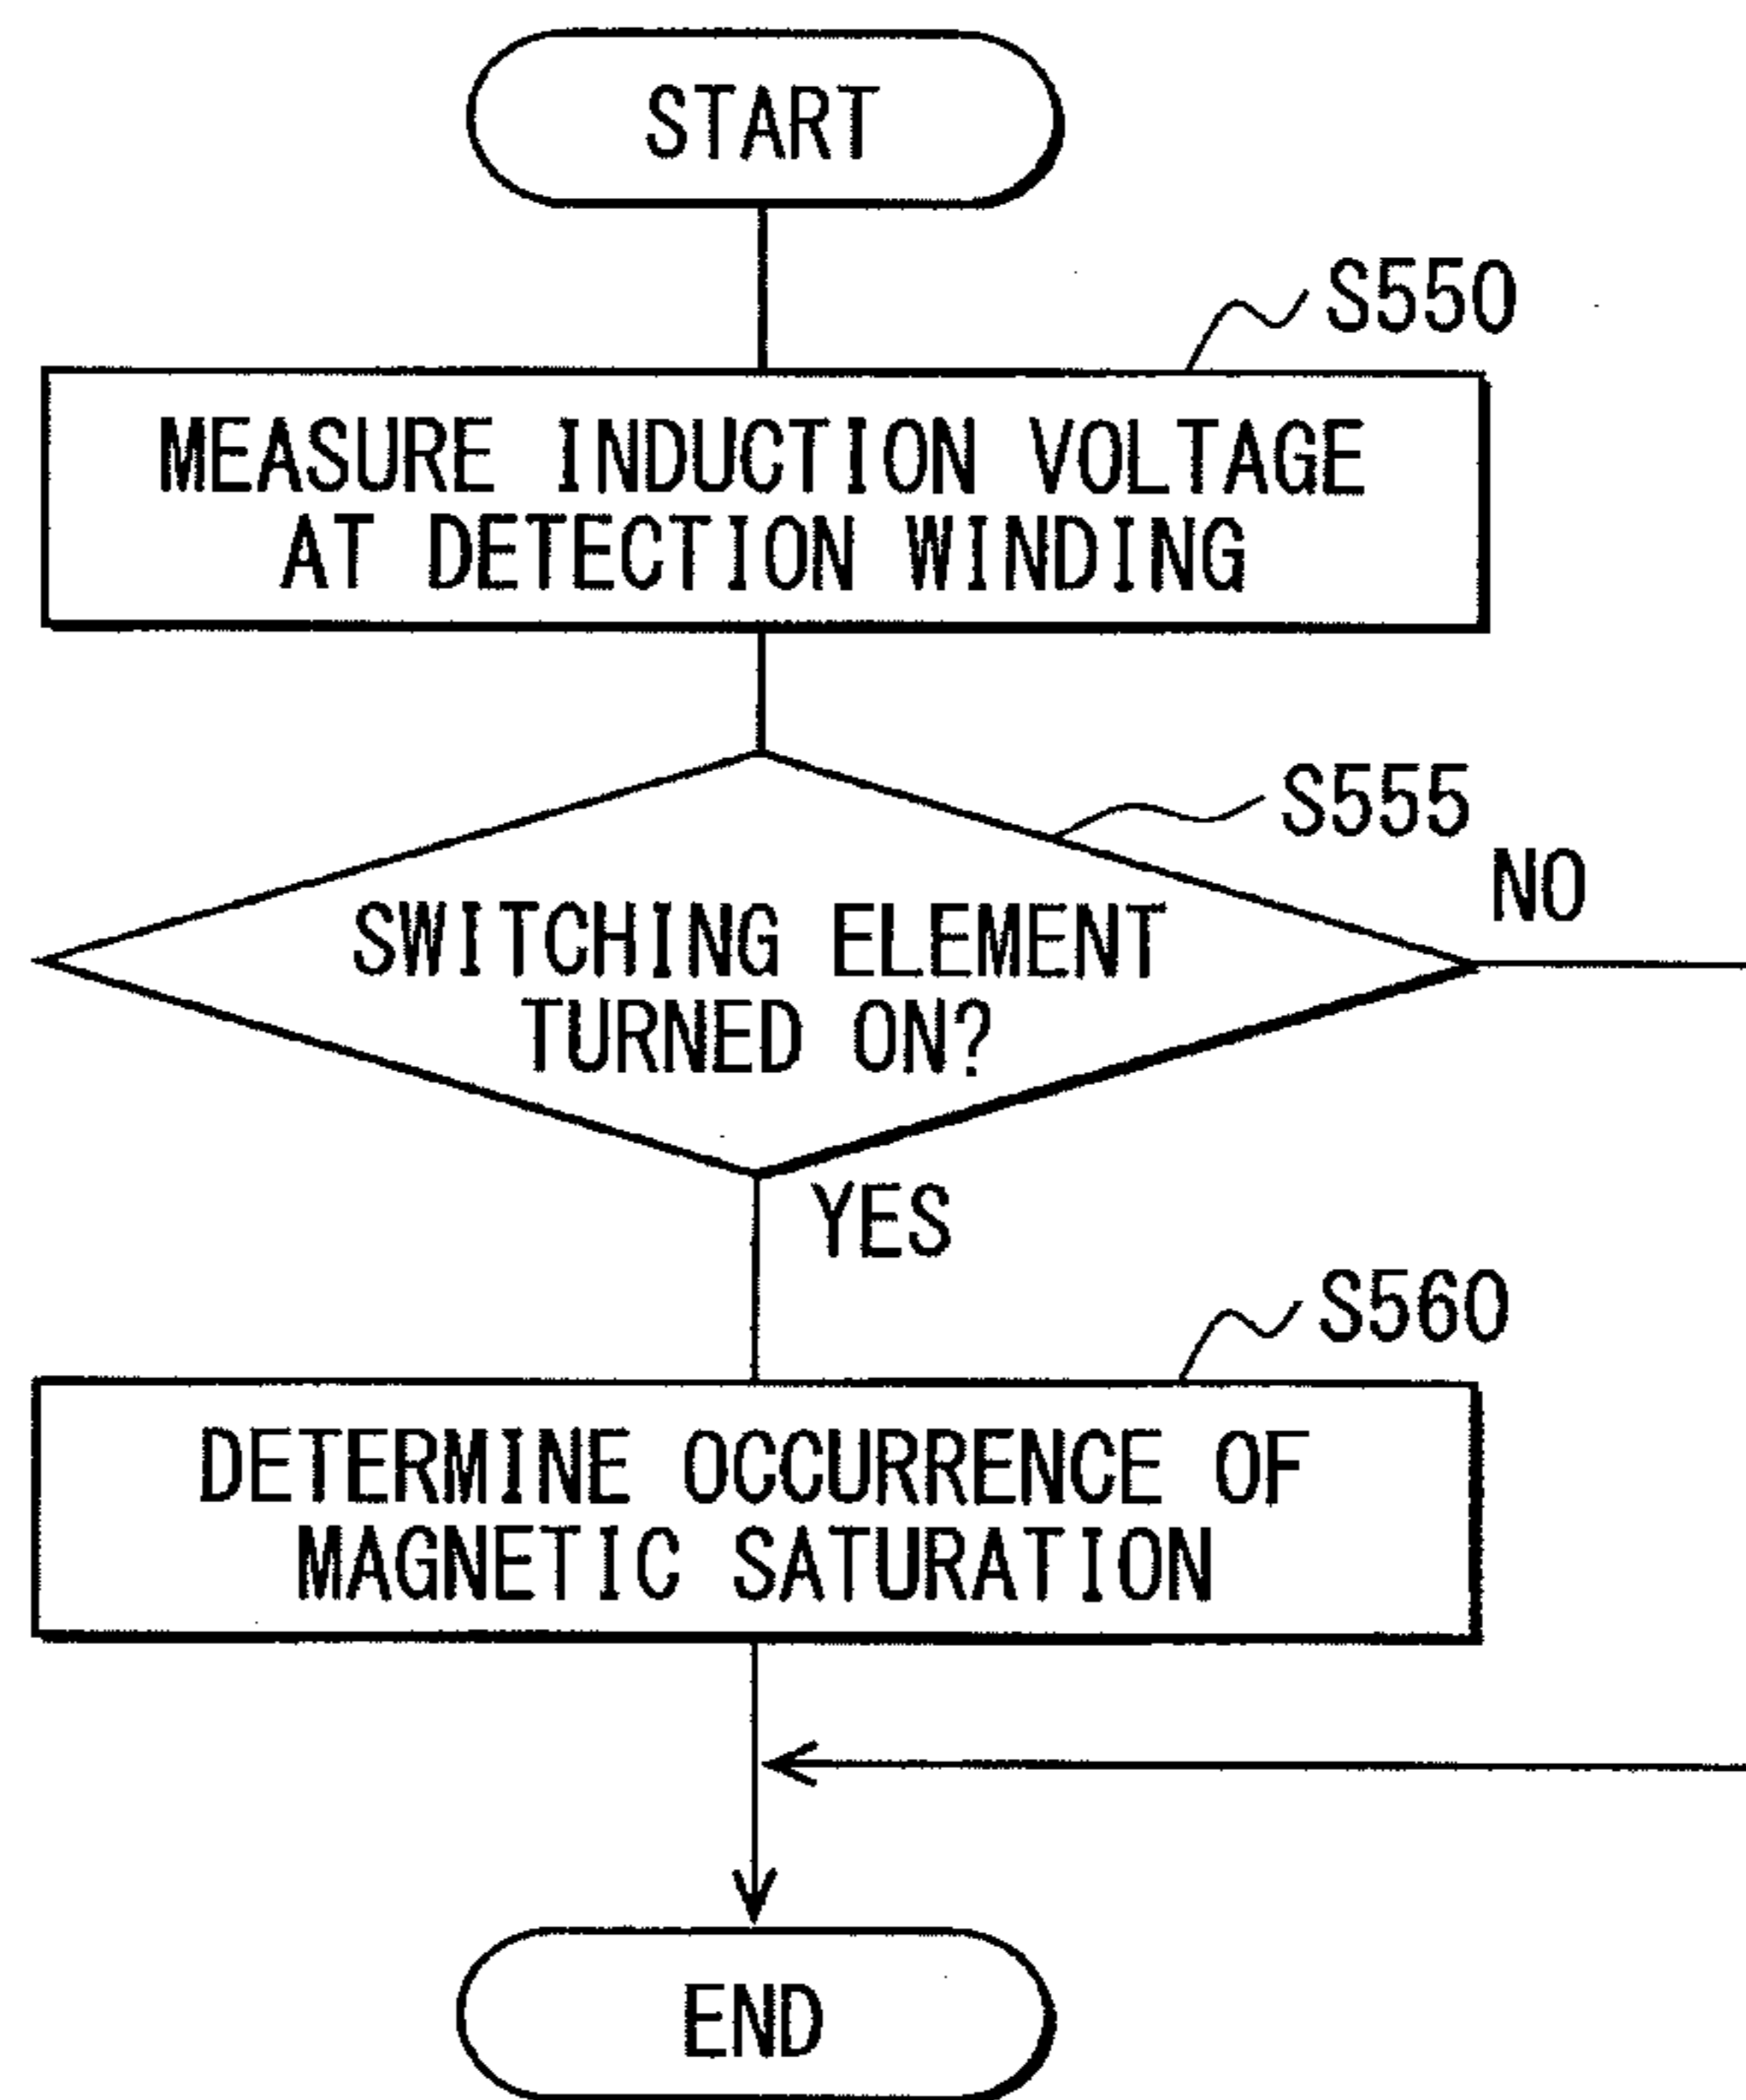 START
S550
MEASURE INDUCTION VOLTAGE
AT DETECTION WINDING
S555
NO
SWITCHING ELEMENT
TURNED ON?
YES
S560
DETERMINE OCCURRENCE OF
MAGNETIC SATURATION
END